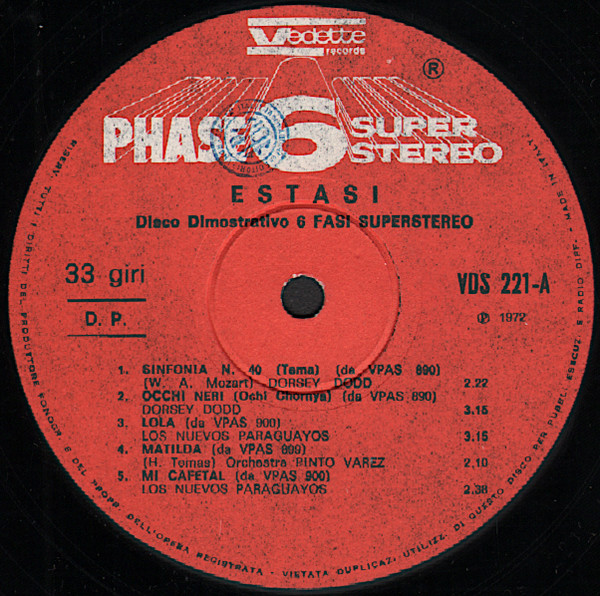 Vedette
records
®
PHASE 6 SUPER
STEREO
ESTASI
Disco Dimostrativo 6 FASI SUPERSTEREO
33 giri
D. P.
VDS 221-A
℗ 1972
1. SINFONIA N. 40 (Tema) (da VPAS 890)
(W. A. Mozart) DORSEY DODD 2.22
2. OCCHI NERI (Ochi Chornya) (da VPAS 890)
DORSEY DODD 3.15
3. LOLA (da VPAS 900)
LOS NUEVOS PARAGUAYOS 3.15
4. MATILDA (da VPAS 899)
(H. Tomas) Orchestra PINTO VAREZ 2.10
5. MI CAFETAL (da VPAS 900)
LOS NUEVOS PARAGUAYOS 2.38
MADE IN ITALY
RISERV. TUTTI I DIRITTI DEL PRODUTTORE FONOGR. E DEL PROPR. DELL'OPERA REGISTRATA - VIETATA DUPLICAZ. UTILIZZ. DI QUESTO DISCO PER PUBBL. ESECUZ. E RADIO DIFF.